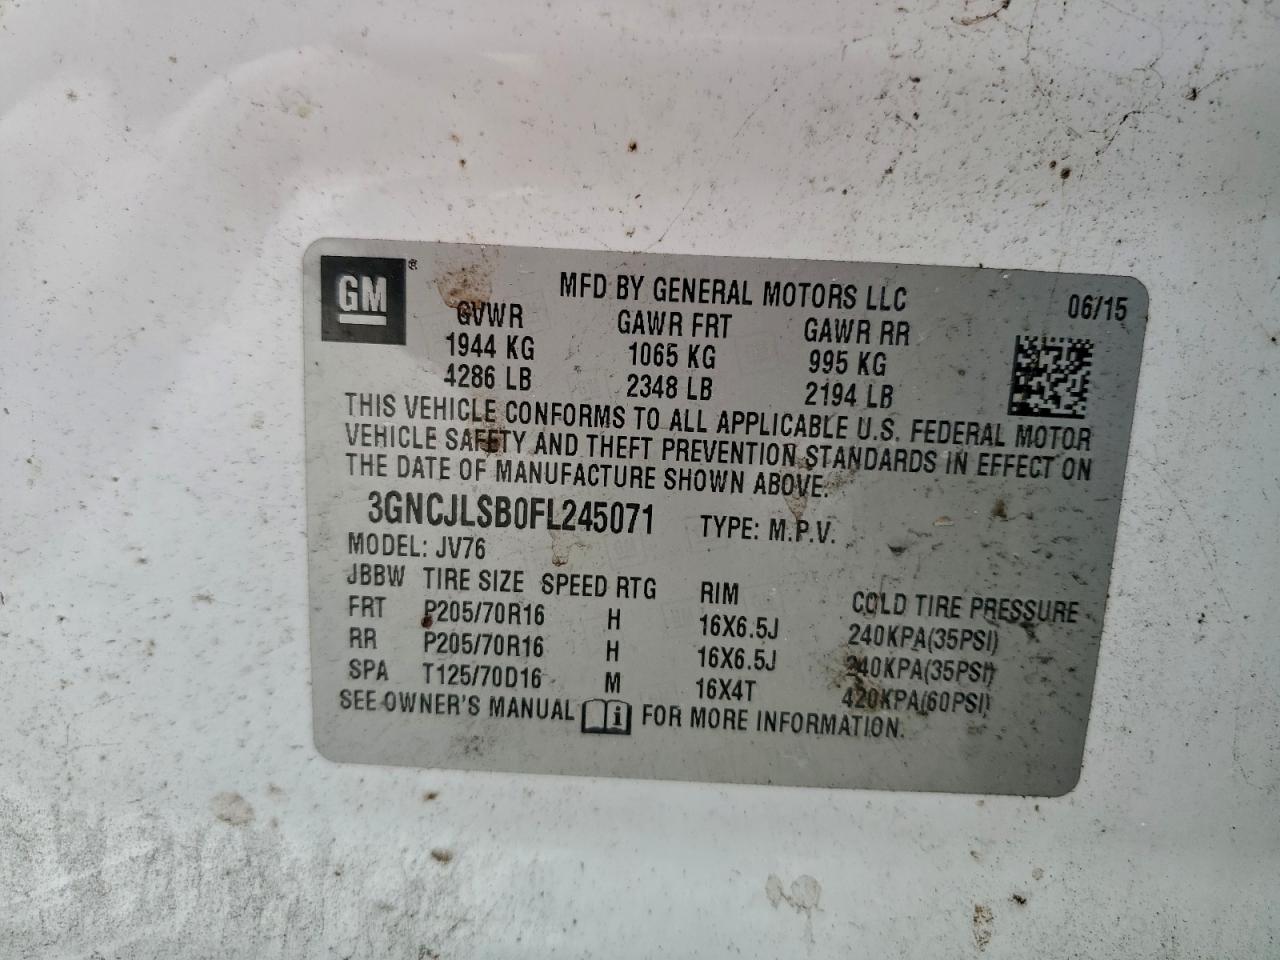 GM® MFD BY GENERAL MOTORS LLC 06/15
GVWR GAWR FRT GAWR RR
1944 KG 1065 KG 995 KG
4286 LB 2348 LB 2194 LB
THIS VEHICLE CONFORMS TO ALL APPLICABLE U.S. FEDERAL MOTOR
VEHICLE SAFETY AND THEFT PREVENTION STANDARDS IN EFFECT ON
THE DATE OF MANUFACTURE SHOWN ABOVE.
3GNCJLSB0FL245071 TYPE: M.P.V.
MODEL: JV76
JBBW TIRE SIZE SPEED RTG RIM COLD TIRE PRESSURE
FRT P205/70R16 H 16X6.5J 240KPA(35PSI)
RR P205/70R16 H 16X6.5J 240KPA(35PSI)
SPA T125/70D16 M 16X4T 420KPA(60PSI)
SEE OWNER'S MANUAL i FOR MORE INFORMATION.